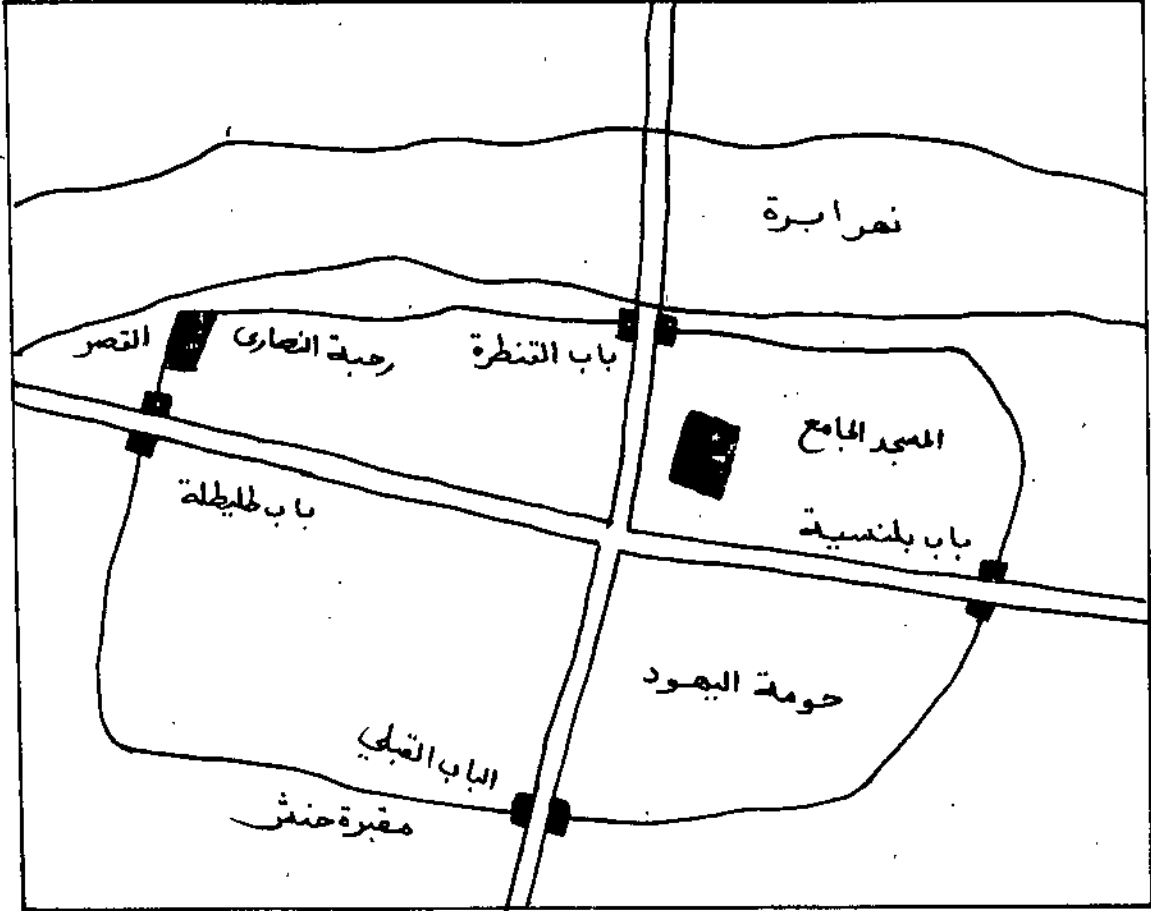 نهر ابرة
القصر
رحبة النصارى
باب القنطرة
المسجد الجامع
باب طليطلة
باب بلنسية
حومة اليهود
الباب القبلي
مقبرة حنش